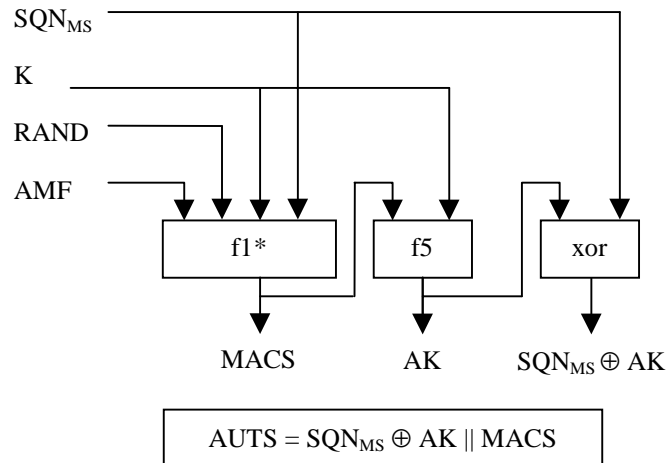 SQN_MS
K
RAND
AMF
f1*
f5
xor
MACS
AK
SQN_MS ⊕ AK
AUTS = SQN_MS ⊕ AK || MACS